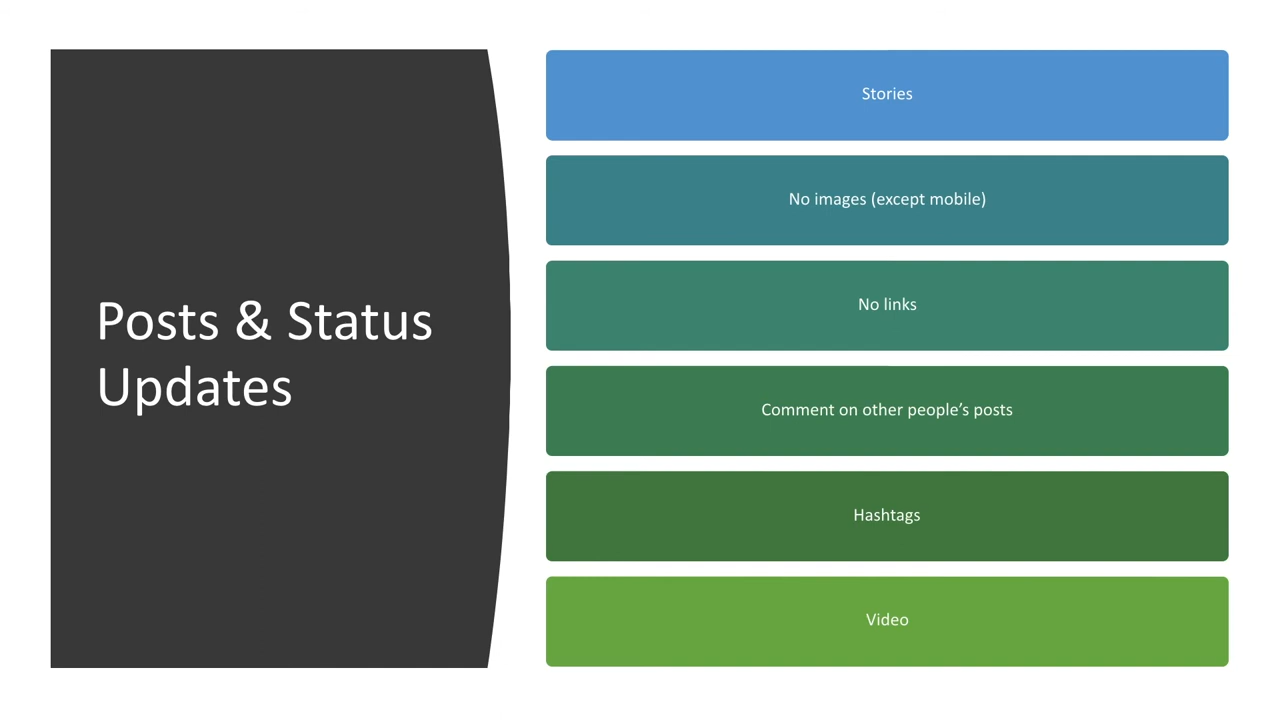 Posts & Status
Updates
Stories
No images (except mobile)
No links
Comment on other people’s posts
Hashtags
Video